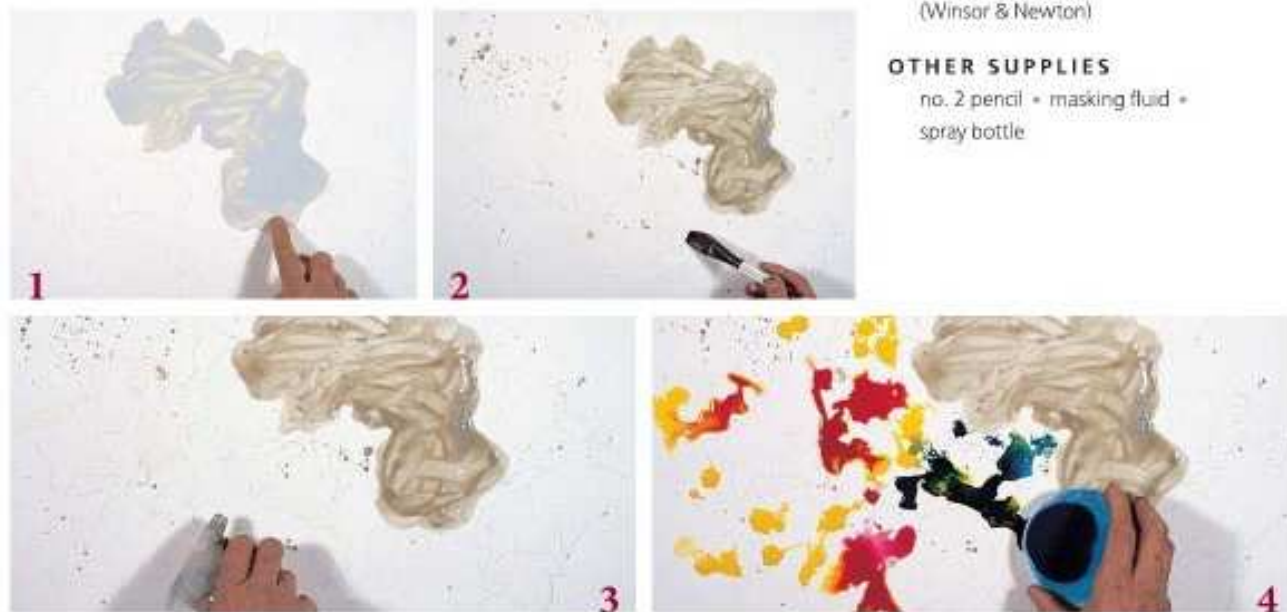 (Winsor & Newton)
OTHER SUPPLIES
no. 2 pencil • masking fluid •
spray bottle
1
2
3
4